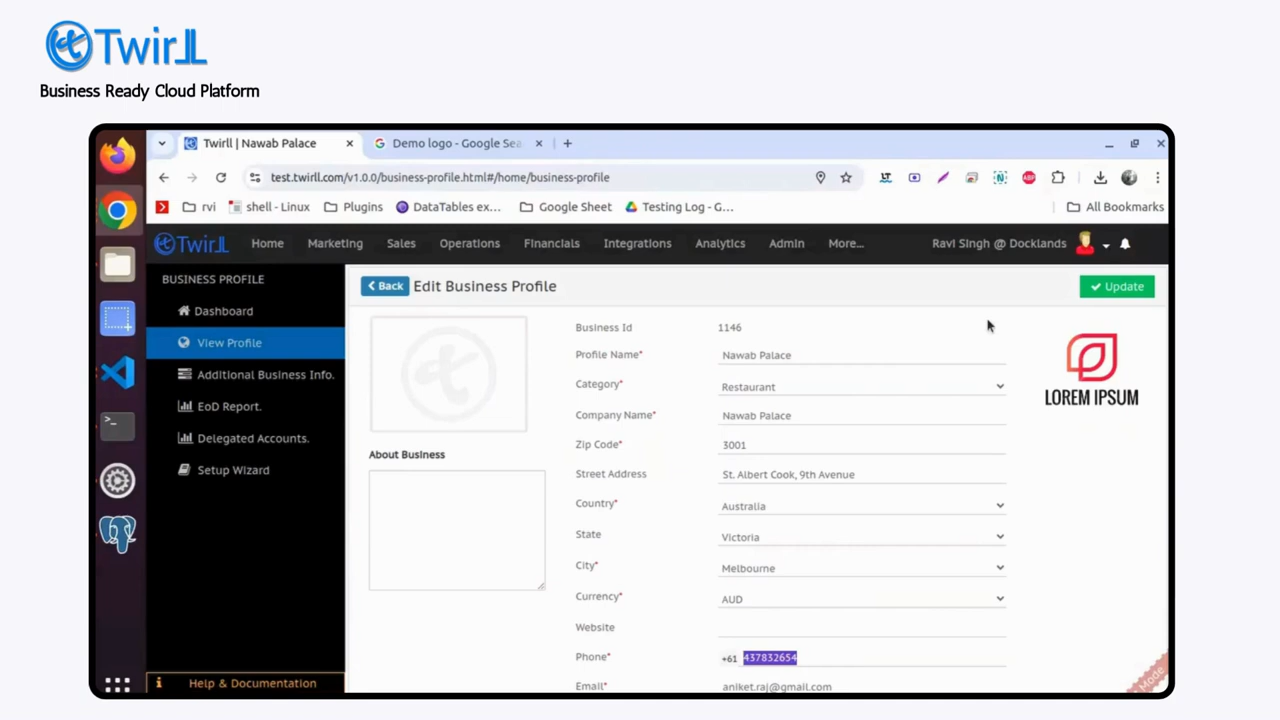 Twirll
Business Ready Cloud Platform
Twirll | Nawab Palace
Demo logo - Google Sea
test.twirll.com/v1.0.0/business-profile.html#/home/business-profile
rvi
shell - Linux
Plugins
DataTables ex...
Google Sheet
Testing Log - G...
All Bookmarks
Twirll
Home
Marketing
Sales
Operations
Financials
Integrations
Analytics
Admin
More...
Ravi Singh @ Docklands
BUSINESS PROFILE
Dashboard
View Profile
Additional Business Info.
EoD Report.
Delegated Accounts.
Setup Wizard
Help & Documentation
Back
Edit Business Profile
Update
About Business
Business Id 1146
Profile Name* Nawab Palace
Category* Restaurant
Company Name* Nawab Palace
Zip Code* 3001
Street Address St. Albert Cook, 9th Avenue
Country* Australia
State Victoria
City* Melbourne
Currency* AUD
Website
Phone* +61 437832654
Email* aniket.raj@gmail.com
LOREM IPSUM
Mode